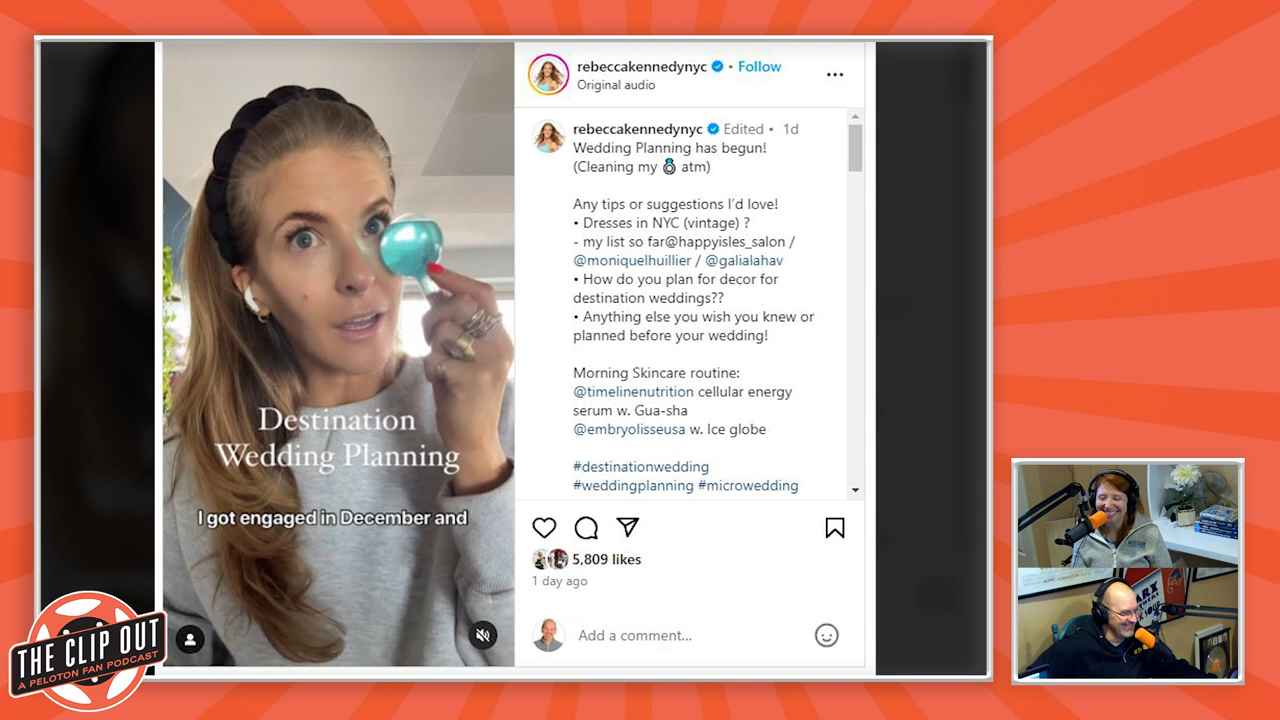 rebeccakennedynyc • Follow
Original audio
rebeccakennedynyc Edited • 1d
Wedding Planning has begun!
(Cleaning my 💍 atm)
Any tips or suggestions I'd love!
• Dresses in NYC (vintage) ?
- my list so far@happyisles_salon /
@moniquelhuillier / @galialahav
• How do you plan for decor for
destination weddings??
• Anything else you wish you knew or
planned before your wedding!
Morning Skincare routine:
@timelinenutrition cellular energy
serum w. Gua-sha
@embryolisseusa w. Ice globe
#destinationwedding
#weddingplanning #microwedding
5,809 likes
1 day ago
Add a comment...
Destination
Wedding Planning
I got engaged in December and
THE CLIP OUT
A PELOTON FAN PODCAST